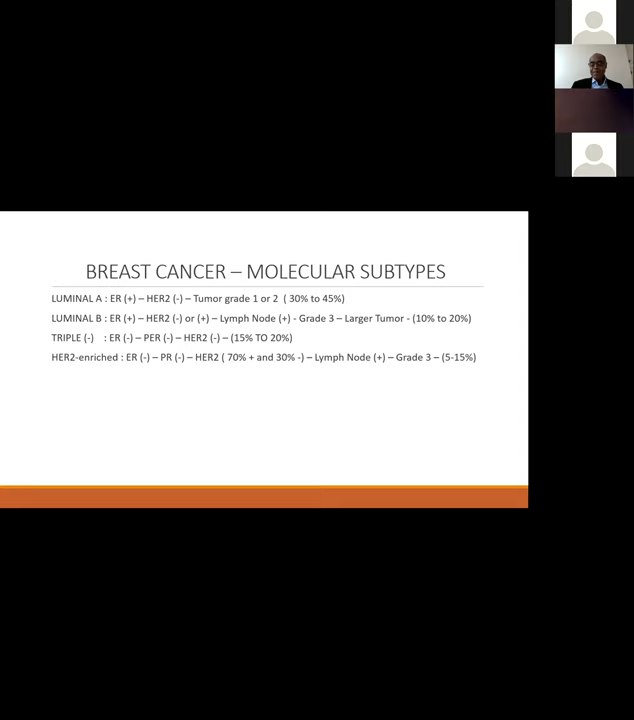 BREAST CANCER – MOLECULAR SUBTYPES
LUMINAL A : ER (+) – HER2 (-) – Tumor grade 1 or 2 ( 30% to 45%)
LUMINAL B : ER (+) – HER2 (-) or (+) – Lymph Node (+) - Grade 3 – Larger Tumor - (10% to 20%)
TRIPLE (-) : ER (-) – PER (-) – HER2 (-) – (15% TO 20%)
HER2-enriched : ER (-) – PR (-) – HER2 ( 70% + and 30% -) – Lymph Node (+) – Grade 3 – (5-15%)